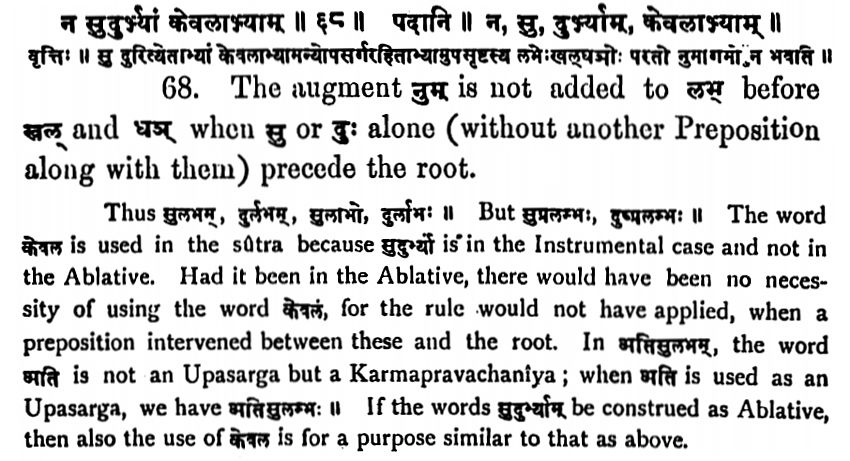 न सुदुर्भ्यां केवलाभ्याम् ॥ ६८ ॥ पदानि ॥ न, सु, दुर्भ्याम्, केवलाभ्याम् ॥
वृत्तिः ॥ सु दुरित्येताभ्यां केवलाभ्यामन्योपसर्गरहिताभ्यामुपसृष्टस्य लभेःखल्घञोः परतो नुमागमो न भवति ॥
68. The augment नुम् is not added to लभ् before
खल् and घञ् when सु or दुः alone (without another Preposition
along with them) precede the root.
Thus सुलभम्, दुर्लभम्, सुलाभो, दुर्लाभः ॥ But सुप्रलम्भः, दुष्प्रलम्भः ॥ The word
केवल is used in the sûtra because सुदुर्भ्यां is in the Instrumental case and not in
the Ablative. Had it been in the Ablative, there would have been no neces-
sity of using the word केवलं, for the rule would not have applied, when a
preposition intervened between these and the root. In अतिसुलभम्, the word
अति is not an Upasarga but a Karmapravachanîya; when अति is used as an
Upasarga, we have अतिसुलम्भः ॥ If the words सुदुर्भ्याम् be construed as Ablative,
then also the use of केवल is for a purpose similar to that as above.